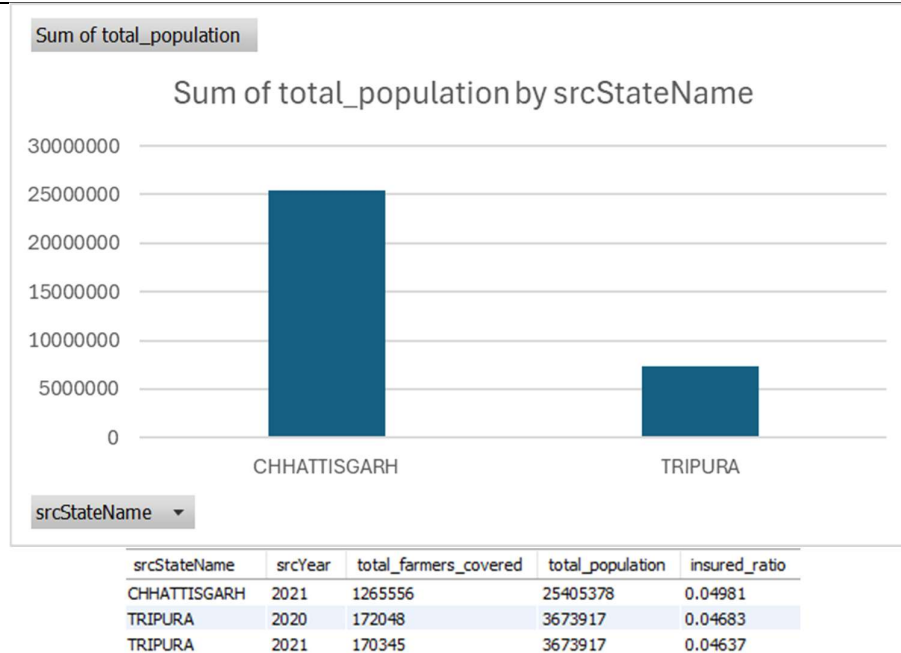 Sum of total_population
Sum of total_population by srcStateName
30000000
25000000
20000000
15000000
10000000
5000000
0
CHHATTISGARH TRIPURA
srcStateName
srcStateName srcYear total_farmers_covered total_population insured_ratio
CHHATTISGARH 2021 1265556 25405378 0.04981
TRIPURA 2020 172048 3673917 0.04683
TRIPURA 2021 170345 3673917 0.04637